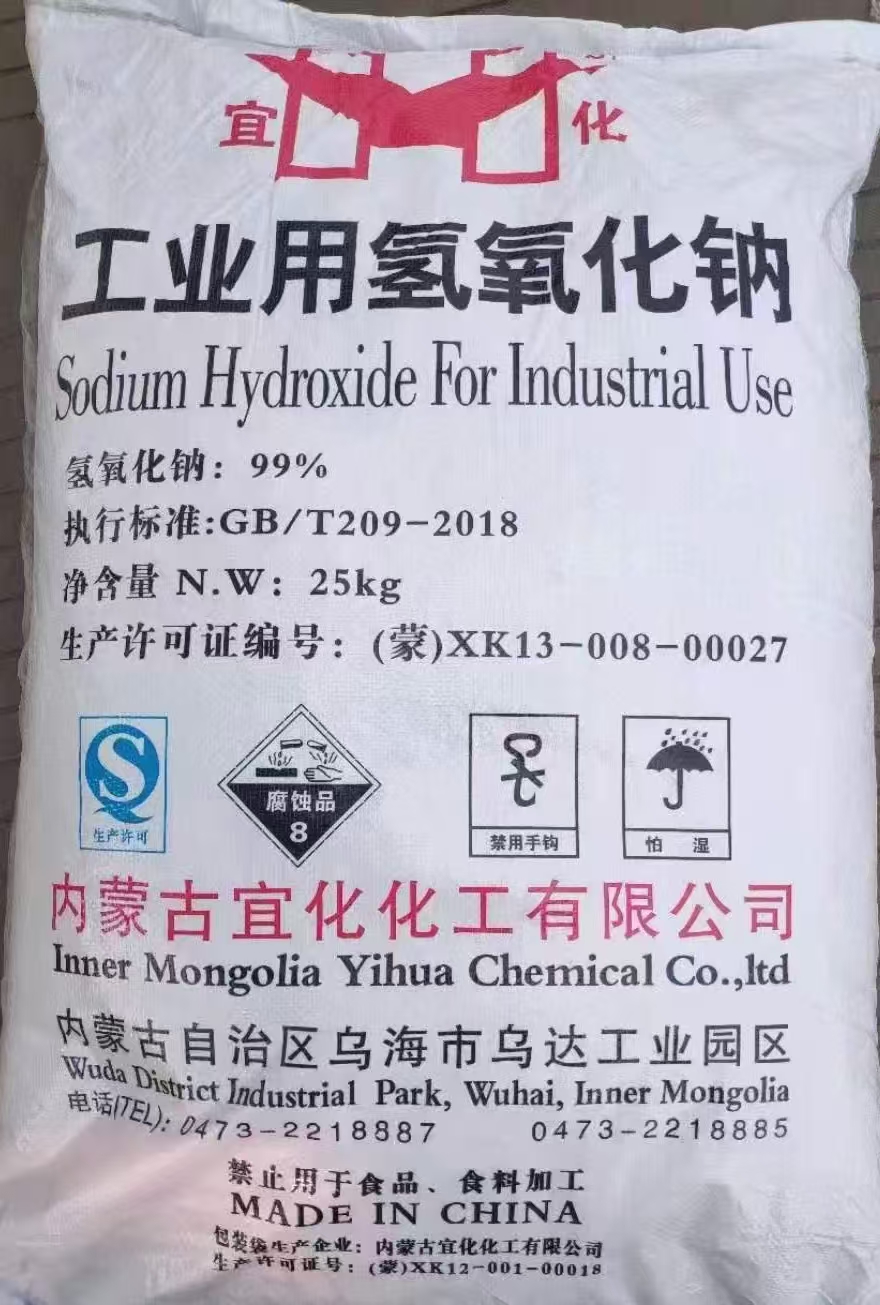 宜 化
工业用氢氧化钠
Sodium Hydroxide For Industrial Use
氢氧化钠：99%
执行标准:GB/T209-2018
净含量 N.W：25kg
生产许可证编号：(蒙)XK13-008-00027
生产许可
腐蚀品
8
禁用手钩
怕 湿
内蒙古宜化化工有限公司
Inner Mongolia Yihua Chemical Co.,ltd
内蒙古自治区乌海市乌达工业园区
Wuda District Industrial Park, Wuhai, Inner Mongolia
电话(TEL)：0473-2218887 0473-2218885
禁止用于食品、食料加工
MADE IN CHINA
包装袋生产企业：内蒙古宜化化工有限公司
生产许可证号：(蒙)XK12-001-00018